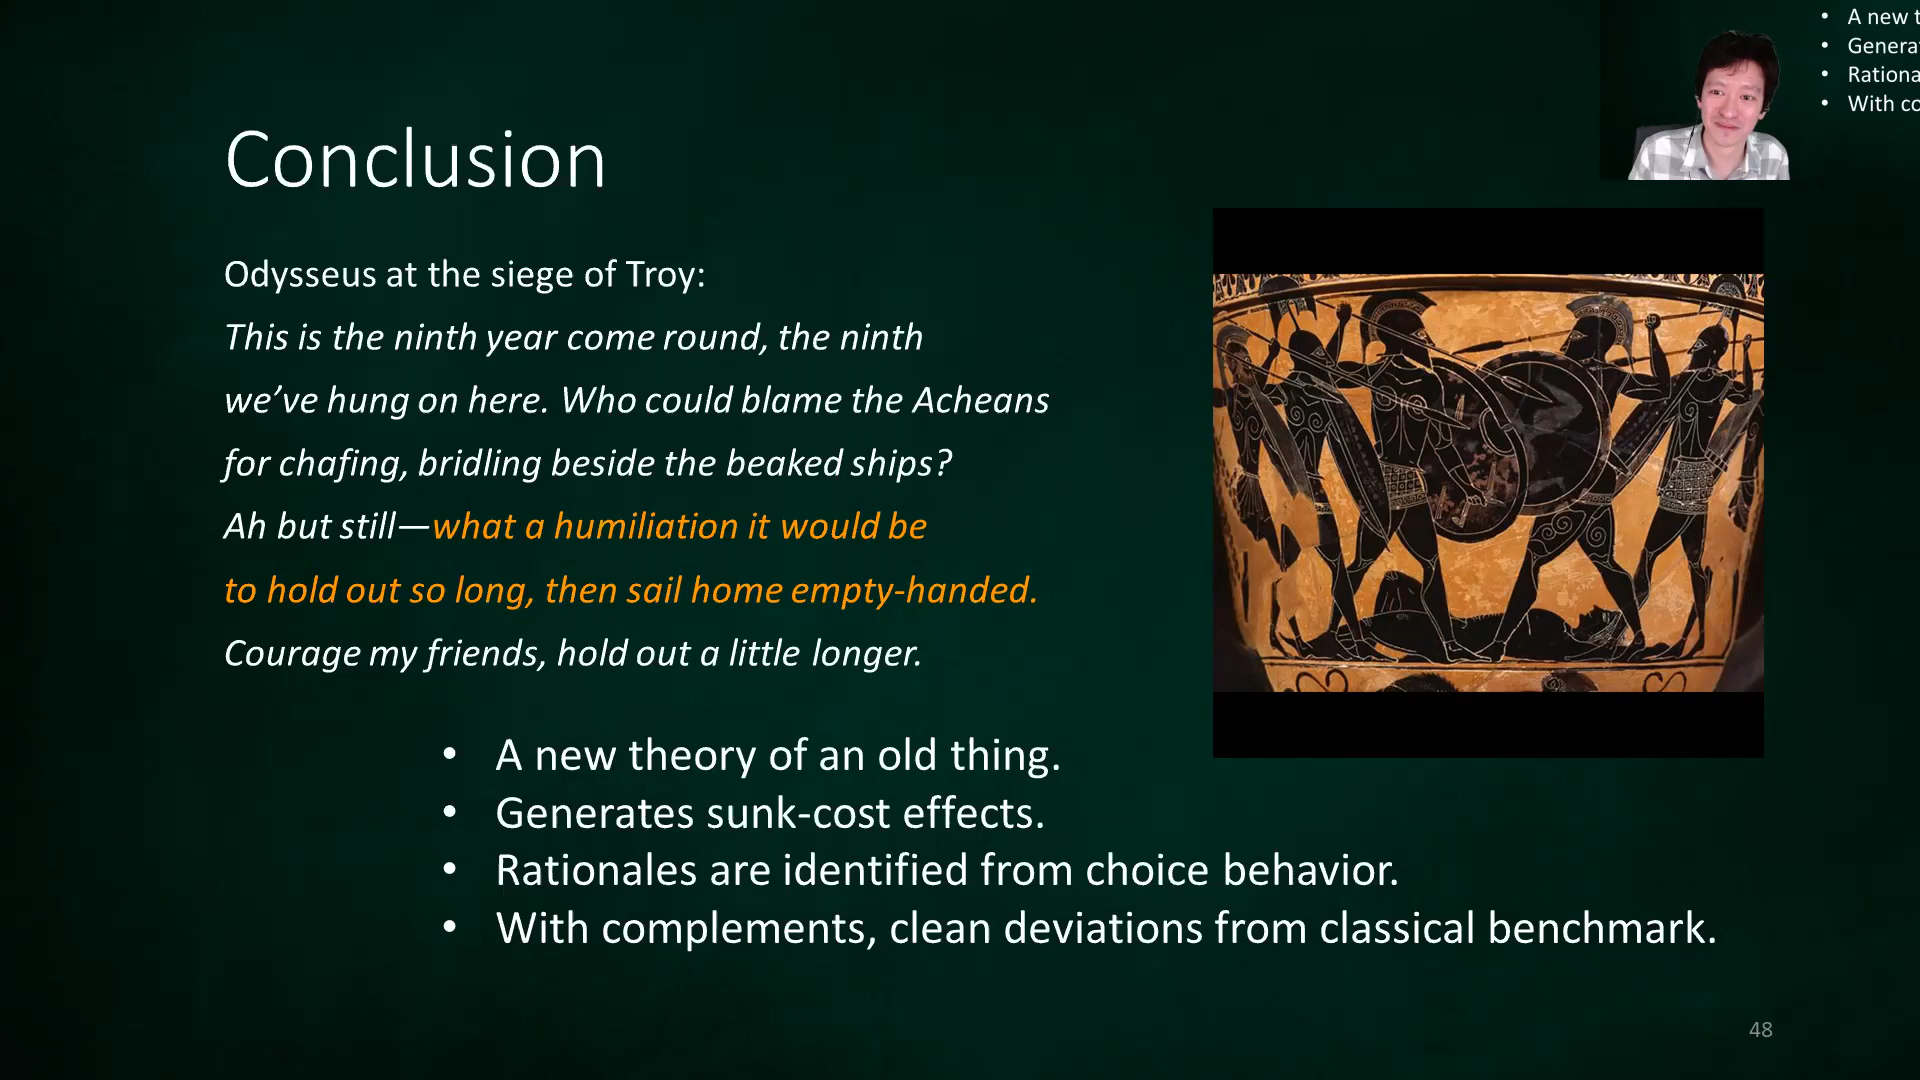 Conclusion
Odysseus at the siege of Troy:
This is the ninth year come round, the ninth
we’ve hung on here. Who could blame the Acheans
for chafing, bridling beside the beaked ships?
Ah but still—what a humiliation it would be
to hold out so long, then sail home empty-handed.
Courage my friends, hold out a little longer.
• A new theory of an old thing.
• Generates sunk-cost effects.
• Rationales are identified from choice behavior.
• With complements, clean deviations from classical benchmark.
48
• A new t
• Genera
• Rationa
• With co